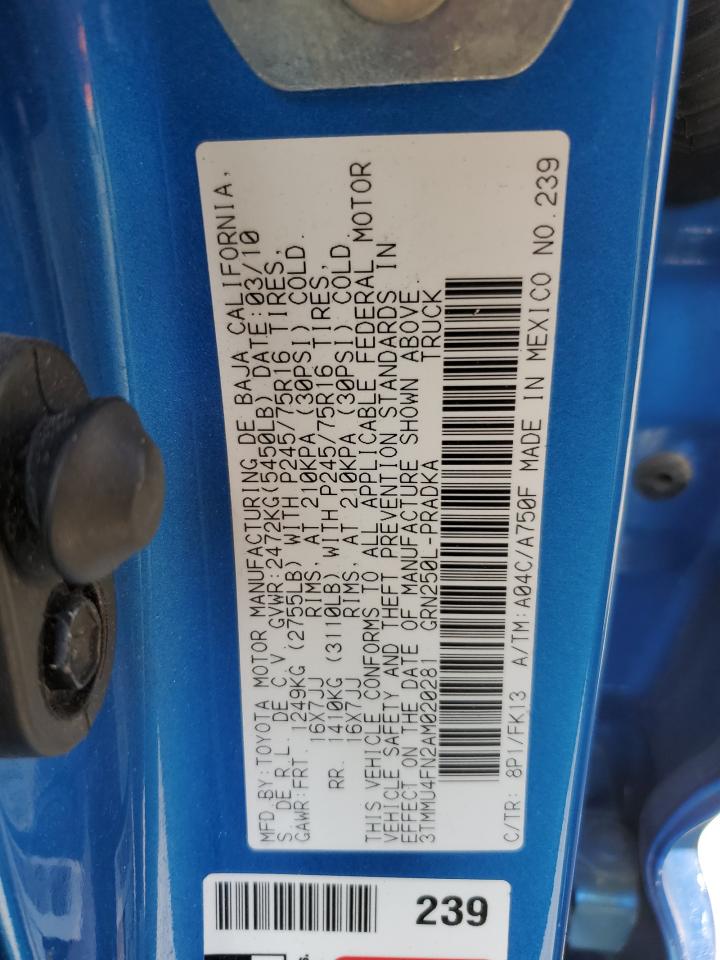 MFD.BY:TOYOTA MOTOR MANUFACTURING DE BAJA CALIFORNIA,
S. DE R.L. DE C.V. GVWR:2472KG(5450LB) DATE:03/10
GAWR:FRT. 1249KG (2755LB) WITH P245/75R16 TIRES,
16X7JJ RIMS, AT 210KPA (30PSI) COLD.
RR. 1410KG (3110LB) WITH P245/75R16 TIRES,
16X7JJ RIMS, AT 210KPA (30PSI) COLD.
THIS VEHICLE CONFORMS TO ALL APPLICABLE FEDERAL MOTOR
VEHICLE SAFETY AND THEFT PREVENTION STANDARDS IN
EFFECT ON THE DATE OF MANUFACTURE SHOWN ABOVE.
3TMMU4FN2AM020281 GRN250L-PRADKA TRUCK
C/TR: 8P1/FK13 A/TM:A04C/A750F MADE IN MEXICO NO.239
239
s.